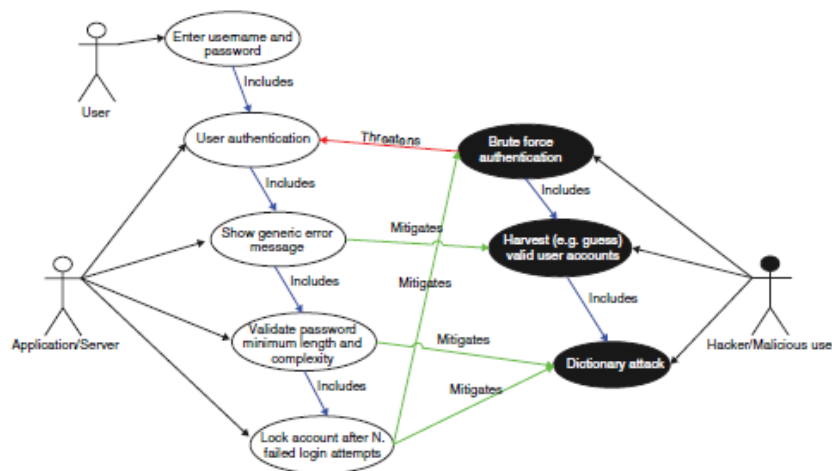 Enter username and
password
Includes
User
User authentication
Threatens
Brute force
authentication
Includes
Includes
Show generic error
message
Mitigates
Harvest (e.g. guess)
valid user accounts
Includes
Mitigates
Includes
Application/Server
Validate password
minimum length and
complexity
Mitigates
Hacker/Malicious use
Dictionary attack
Includes
Mitigates
Lock account after N.
failed login attempts